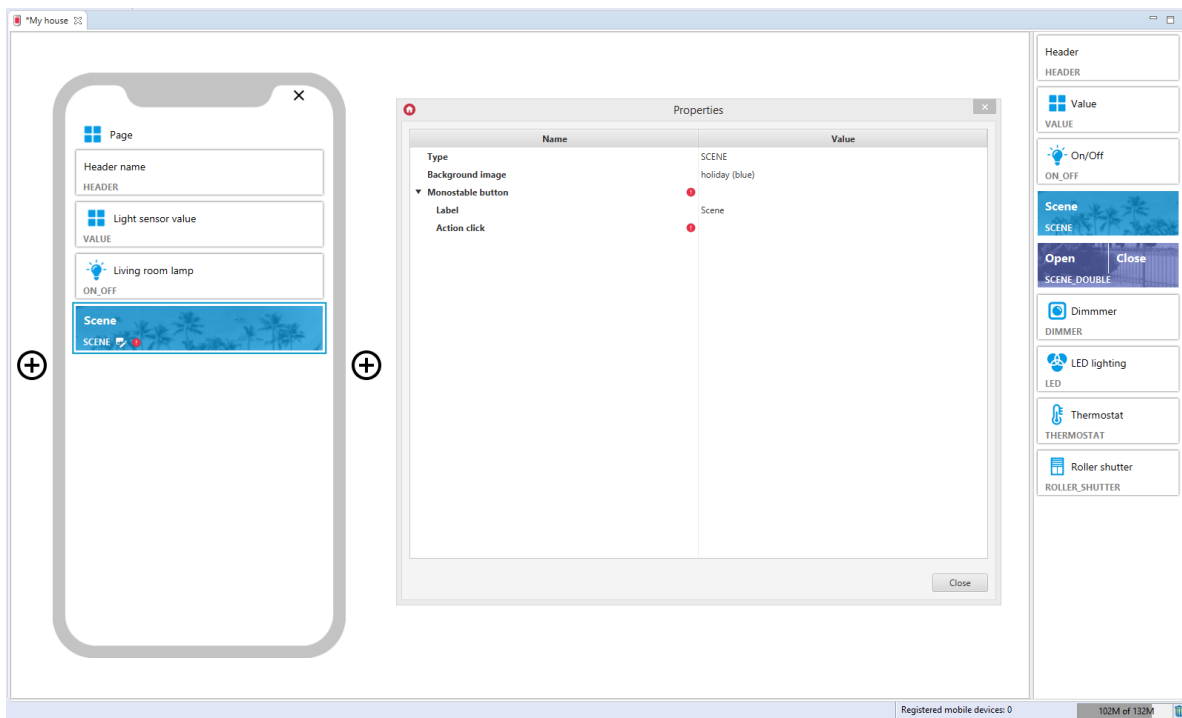 *My house
Page
Header name
HEADER
Light sensor value
VALUE
Living room lamp
ON_OFF
Scene
SCENE
Properties
Name Value
Type SCENE
Background image holiday (blue)
Monostable button
Label Scene
Action click
Close
Header
HEADER
Value
VALUE
On/Off
ON_OFF
Scene
SCENE
Open Close
SCENE_DOUBLE
Dimmmer
DIMMER
LED lighting
LED
Thermostat
THERMOSTAT
Roller shutter
ROLLER_SHUTTER
Registered mobile devices: 0 102M of 132M